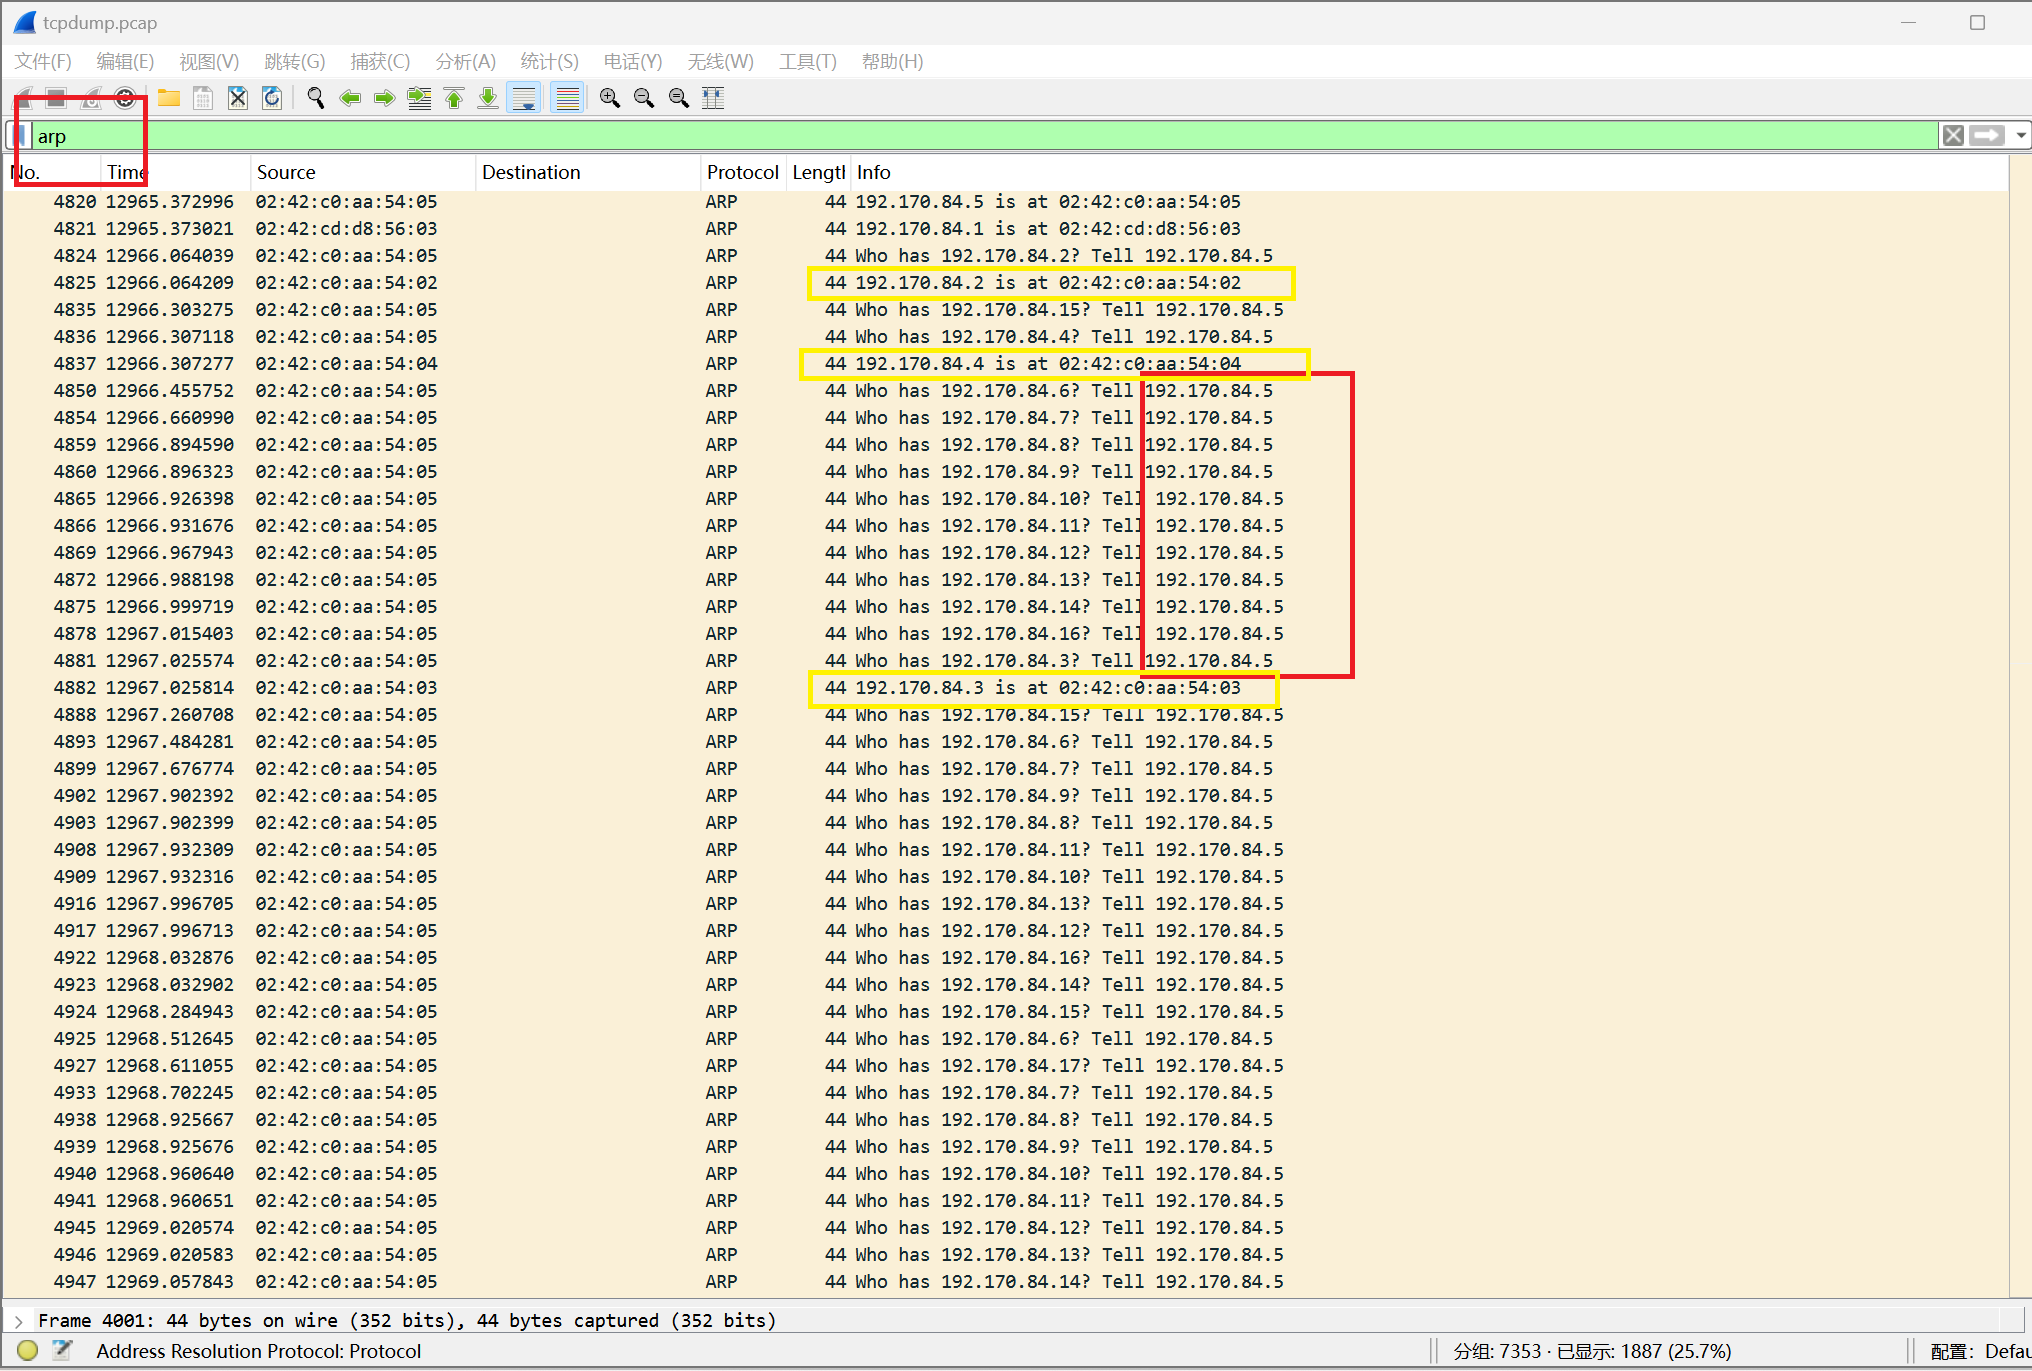 tcpdump.pcap
文件(F) 编辑(E) 视图(V) 跳转(G) 捕获(C) 分析(A) 统计(S) 电话(Y) 无线(W) 工具(T) 帮助(H)
arp
No. Time Source Destination Protocol Lengtl Info
4820 12965.372996 02:42:c0:aa:54:05 ARP 44 192.170.84.5 is at 02:42:c0:aa:54:05
4821 12965.373021 02:42:cd:d8:56:03 ARP 44 192.170.84.1 is at 02:42:cd:d8:56:03
4824 12966.064039 02:42:c0:aa:54:05 ARP 44 Who has 192.170.84.2? Tell 192.170.84.5
4825 12966.064209 02:42:c0:aa:54:02 ARP 44 192.170.84.2 is at 02:42:c0:aa:54:02
4835 12966.303275 02:42:c0:aa:54:05 ARP 44 Who has 192.170.84.15? Tell 192.170.84.5
4836 12966.307118 02:42:c0:aa:54:05 ARP 44 Who has 192.170.84.4? Tell 192.170.84.5
4837 12966.307277 02:42:c0:aa:54:04 ARP 44 192.170.84.4 is at 02:42:c0:aa:54:04
4850 12966.455752 02:42:c0:aa:54:05 ARP 44 Who has 192.170.84.6? Tell 192.170.84.5
4854 12966.660990 02:42:c0:aa:54:05 ARP 44 Who has 192.170.84.7? Tell 192.170.84.5
4859 12966.894590 02:42:c0:aa:54:05 ARP 44 Who has 192.170.84.8? Tell 192.170.84.5
4860 12966.896323 02:42:c0:aa:54:05 ARP 44 Who has 192.170.84.9? Tell 192.170.84.5
4865 12966.926398 02:42:c0:aa:54:05 ARP 44 Who has 192.170.84.10? Tell 192.170.84.5
4866 12966.931676 02:42:c0:aa:54:05 ARP 44 Who has 192.170.84.11? Tell 192.170.84.5
4869 12966.967943 02:42:c0:aa:54:05 ARP 44 Who has 192.170.84.12? Tell 192.170.84.5
4872 12966.988198 02:42:c0:aa:54:05 ARP 44 Who has 192.170.84.13? Tell 192.170.84.5
4875 12966.999719 02:42:c0:aa:54:05 ARP 44 Who has 192.170.84.14? Tell 192.170.84.5
4878 12967.015403 02:42:c0:aa:54:05 ARP 44 Who has 192.170.84.16? Tell 192.170.84.5
4881 12967.025574 02:42:c0:aa:54:05 ARP 44 Who has 192.170.84.3? Tell 192.170.84.5
4882 12967.025814 02:42:c0:aa:54:03 ARP 44 192.170.84.3 is at 02:42:c0:aa:54:03
4888 12967.260708 02:42:c0:aa:54:05 ARP 44 Who has 192.170.84.15? Tell 192.170.84.5
4893 12967.484281 02:42:c0:aa:54:05 ARP 44 Who has 192.170.84.6? Tell 192.170.84.5
4899 12967.676774 02:42:c0:aa:54:05 ARP 44 Who has 192.170.84.7? Tell 192.170.84.5
4902 12967.902392 02:42:c0:aa:54:05 ARP 44 Who has 192.170.84.9? Tell 192.170.84.5
4903 12967.902399 02:42:c0:aa:54:05 ARP 44 Who has 192.170.84.8? Tell 192.170.84.5
4908 12967.932309 02:42:c0:aa:54:05 ARP 44 Who has 192.170.84.11? Tell 192.170.84.5
4909 12967.932316 02:42:c0:aa:54:05 ARP 44 Who has 192.170.84.10? Tell 192.170.84.5
4916 12967.996705 02:42:c0:aa:54:05 ARP 44 Who has 192.170.84.13? Tell 192.170.84.5
4917 12967.996713 02:42:c0:aa:54:05 ARP 44 Who has 192.170.84.12? Tell 192.170.84.5
4922 12968.032876 02:42:c0:aa:54:05 ARP 44 Who has 192.170.84.16? Tell 192.170.84.5
4923 12968.032902 02:42:c0:aa:54:05 ARP 44 Who has 192.170.84.14? Tell 192.170.84.5
4924 12968.284943 02:42:c0:aa:54:05 ARP 44 Who has 192.170.84.15? Tell 192.170.84.5
4925 12968.512645 02:42:c0:aa:54:05 ARP 44 Who has 192.170.84.6? Tell 192.170.84.5
4927 12968.611055 02:42:c0:aa:54:05 ARP 44 Who has 192.170.84.17? Tell 192.170.84.5
4933 12968.702245 02:42:c0:aa:54:05 ARP 44 Who has 192.170.84.7? Tell 192.170.84.5
4938 12968.925667 02:42:c0:aa:54:05 ARP 44 Who has 192.170.84.8? Tell 192.170.84.5
4939 12968.925676 02:42:c0:aa:54:05 ARP 44 Who has 192.170.84.9? Tell 192.170.84.5
4940 12968.960640 02:42:c0:aa:54:05 ARP 44 Who has 192.170.84.10? Tell 192.170.84.5
4941 12968.960651 02:42:c0:aa:54:05 ARP 44 Who has 192.170.84.11? Tell 192.170.84.5
4945 12969.020574 02:42:c0:aa:54:05 ARP 44 Who has 192.170.84.12? Tell 192.170.84.5
4946 12969.020583 02:42:c0:aa:54:05 ARP 44 Who has 192.170.84.13? Tell 192.170.84.5
4947 12969.057843 02:42:c0:aa:54:05 ARP 44 Who has 192.170.84.14? Tell 192.170.84.5
Frame 4001: 44 bytes on wire (352 bits), 44 bytes captured (352 bits)
Address Resolution Protocol: Protocol 分组: 7353 · 已显示: 1887 (25.7%) 配置: Defau